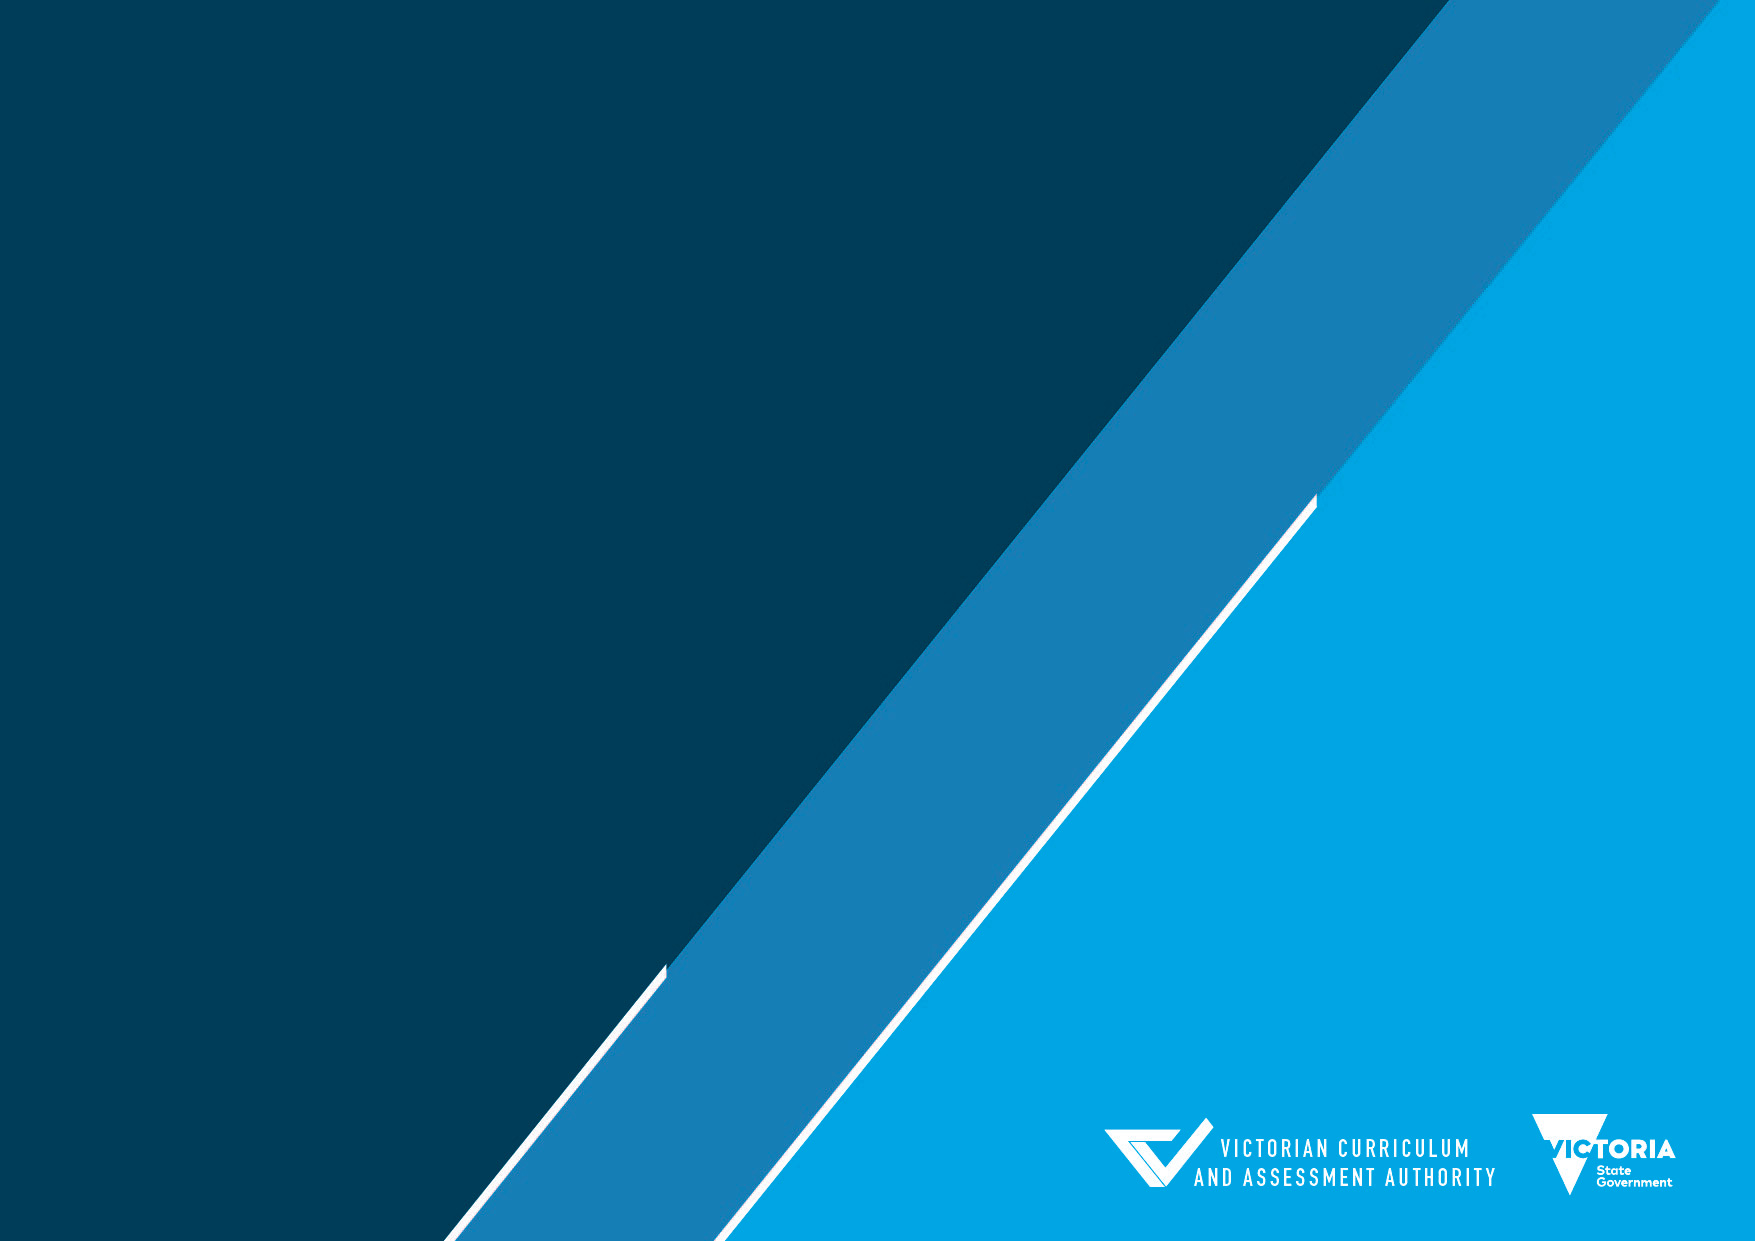 VICTORIAN CURRICULUM
AND ASSESSMENT AUTHORITY
VICTORIA
State
Government